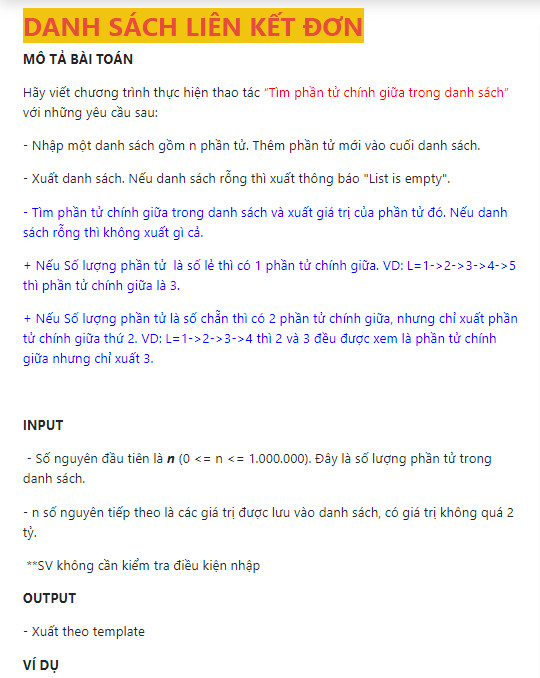 DANH SÁCH LIÊN KẾT ĐƠN
MÔ TẢ BÀI TOÁN
Hãy viết chương trình thực hiện thao tác "Tìm phần tử chính giữa trong danh sách"
với những yêu cầu sau:
- Nhập một danh sách gồm n phần tử. Thêm phần tử mới vào cuối danh sách.
- Xuất danh sách. Nếu danh sách rỗng thì xuất thông báo "List is empty".
- Tìm phần tử chính giữa trong danh sách và xuất giá trị của phần tử đó. Nếu danh
sách rỗng thì không xuất gì cả.
+ Nếu Số lượng phần tử là số lẻ thì có 1 phần tử chính giữa. VD: L=1->2->3->4->5
thì phần tử chính giữa là 3.
+ Nếu Số lượng phần tử là số chẵn thì có 2 phần tử chính giữa, nhưng chỉ xuất phần
tử chính giữa thứ 2. VD: L=1->2->3->4 thì 2 và 3 đều được xem là phần tử chính
giữa nhưng chỉ xuất 3.
INPUT
- Số nguyên đầu tiên là n (0 <= n <= 1.000.000). Đây là số lượng phần tử trong
danh sách.
- n số nguyên tiếp theo là các giá trị được lưu vào danh sách, có giá trị không quá 2
tỷ.
**SV không cần kiểm tra điều kiện nhập
OUTPUT
- Xuất theo template
VÍ DỤ